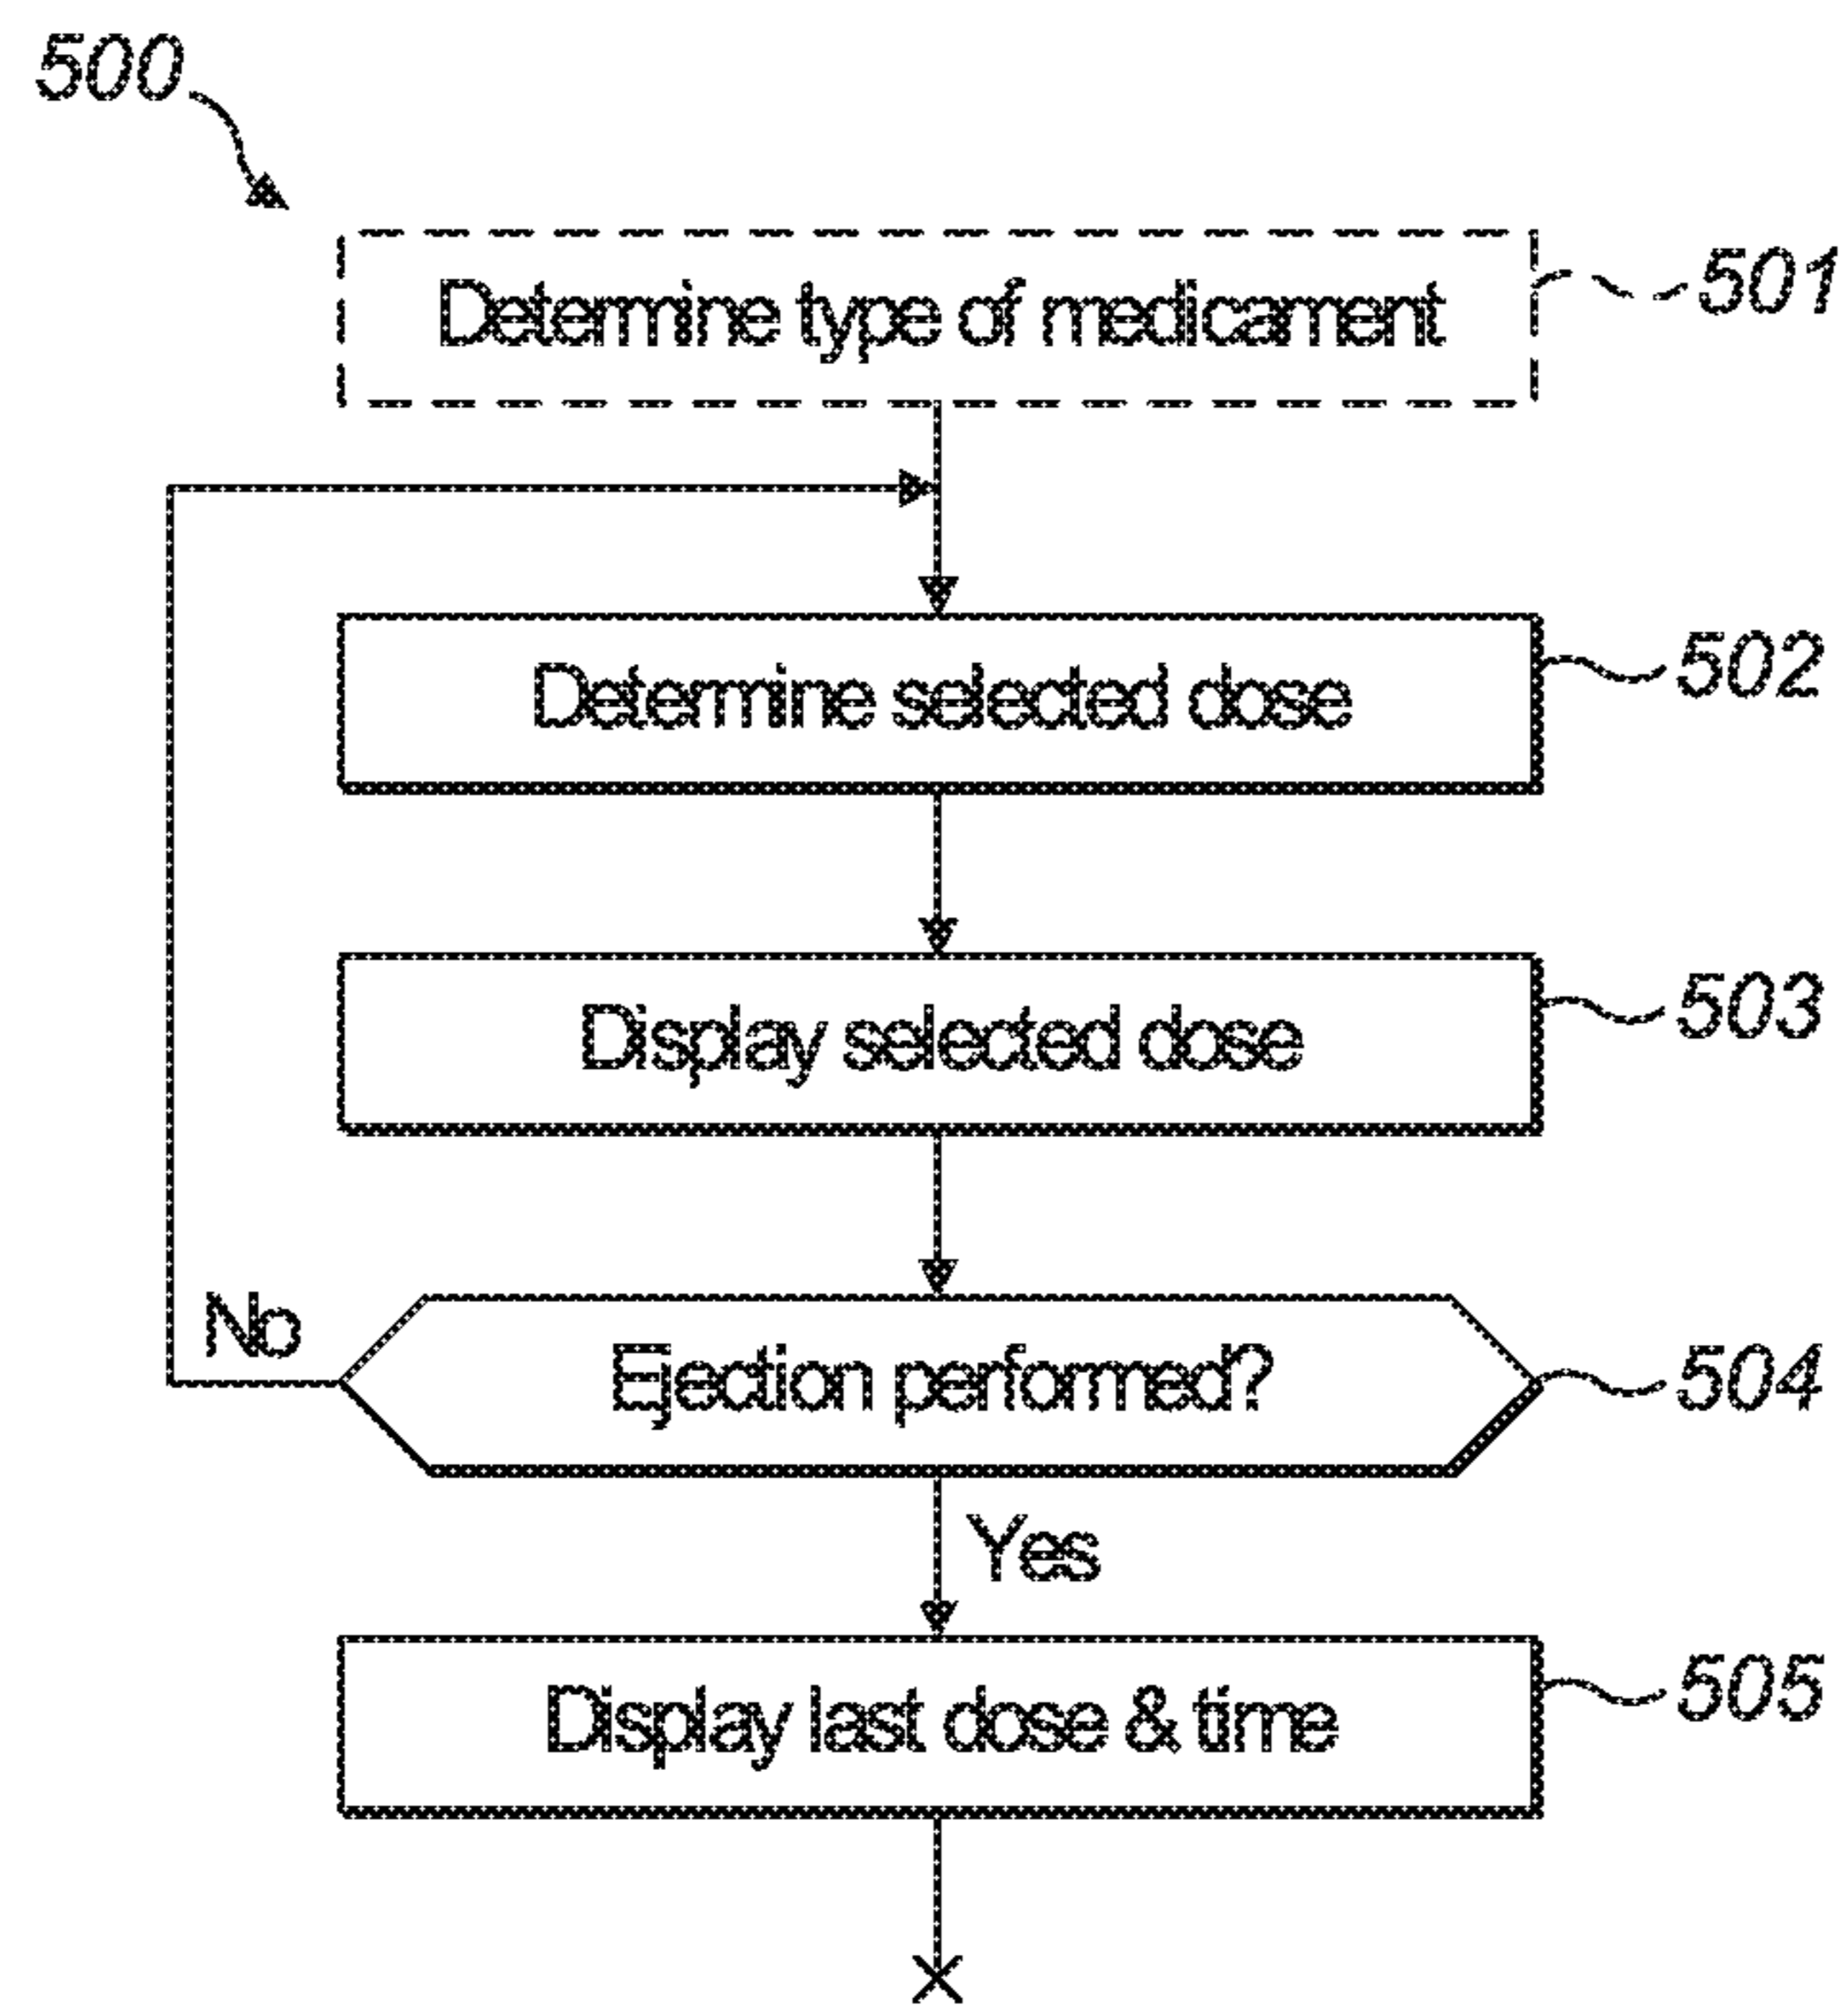 500
Determine type of medicament
501
Determine selected dose
502
Display selected dose
503
No
Ejection performed?
504
Yes
Display last dose & time
505